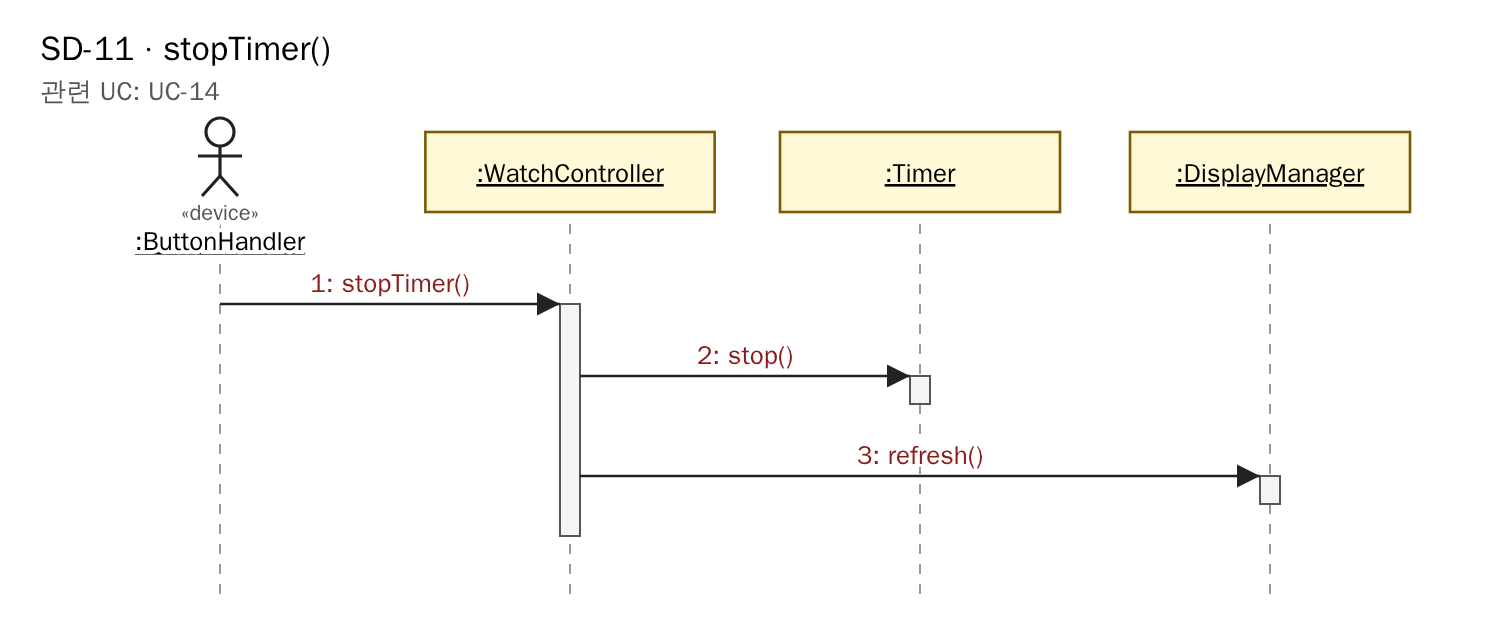 SD-11 · stopTimer()
관련 UC: UC-14
«device»
:ButtonHandler
:WatchController
:Timer
:DisplayManager
1: stopTimer()
2: stop()
3: refresh()